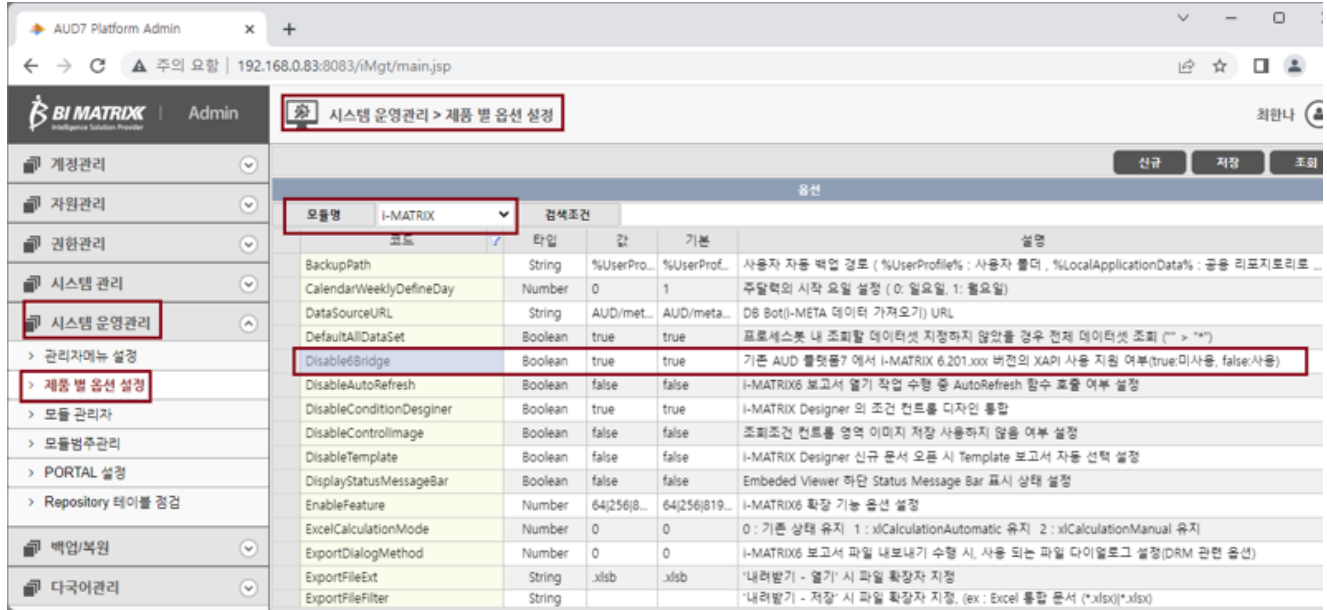 AUD7 Platform Admin
주의 요함 | 192.168.0.83:8083/iMgt/main.jsp
BI MATRIX | Admin
Intelligence Solution Provider
시스템 운영관리 > 제품 별 옵션 설정
최한나
계정관리
자원관리
권한관리
시스템 관리
시스템 운영관리
> 관리자메뉴 설정
> 제품 별 옵션 설정
> 모듈 관리자
> 모듈범주관리
> PORTAL 설정
> Repository 테이블 점검
백업/복원
다국어관리
신규 저장 조회
옵션
모듈명 i-MATRIX 검색조건
코드 타입 값 기본 설명
BackupPath String %UserPro... %UserProf... 사용자 자동 백업 경로 ( %UserProfile% : 사용자 폴더 , %LocalApplicationData% : 공용 리포지토리로 ...
CalendarWeeklyDefineDay Number 0 1 주달력의 시작 요일 설정 ( 0: 일요일, 1: 월요일)
DataSourceURL String AUD/met... AUD/meta... DB Bot(i-META 데이터 가져오기) URL
DefaultAllDataSet Boolean true true 프로세스봇 내 조회할 데이터셋 지정하지 않았을 경우 전체 데이터셋 조회 ("" > "*")
Disable6Bridge Boolean true true 기존 AUD 플랫폼7 에서 i-MATRIX 6.201.xxx 버전의 XAPI 사용 지원 여부(true:미사용, false:사용)
DisableAutoRefresh Boolean false false i-MATRIX6 보고서 열기 작업 수행 중 AutoRefresh 함수 호출 여부 설정
DisableConditionDesginer Boolean true true i-MATRIX Designer 의 조건 컨트롤 디자인 통합
DisableControlImage Boolean false false 조회조건 컨트롤 영역 이미지 저장 사용하지 않음 여부 설정
DisableTemplate Boolean false false i-MATRIX Designer 신규 문서 오픈 시 Template 보고서 자동 선택 설정
DisplayStatusMessageBar Boolean false false Embeded Viewer 하단 Status Message Bar 표시 상태 설정
EnableFeature Number 64|256|8... 64|256|819... i-MATRIX6 확장 기능 옵션 설정
ExcelCalculationMode Number 0 0 0 : 기존 상태 유지 1 : xlCalculationAutomatic 유지 2 : xlCalculationManual 유지
ExportDialogMethod Number 0 0 i-MATRIX6 보고서 파일 내보내기 수행 시, 사용 되는 파일 다이얼로그 설정(DRM 관련 옵션)
ExportFileExt String .xlsb .xlsb '내려받기 - 열기' 시 파일 확장자 지정
ExportFileFilter String '내려받기 - 저장' 시 파일 확장자 지정, (ex : Excel 통합 문서 (*.xlsx)|*.xlsx)